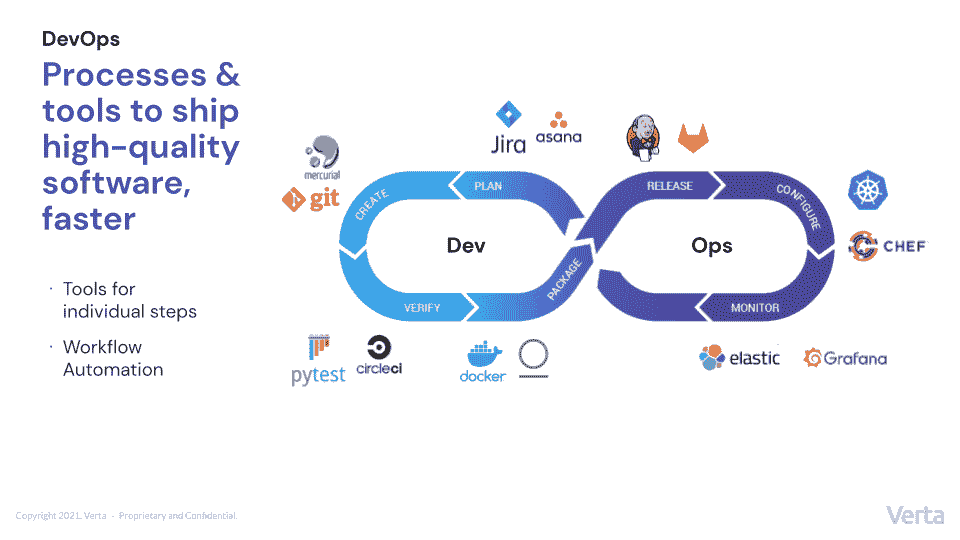 DevOps
Processes &
tools to ship
high-quality
software,
faster
· Tools for
individual steps
· Workflow
Automation
mercurial
git
Jira
asana
CREATE
PLAN
RELEASE
CONFIGURE
CHEF
Dev
Ops
VERIFY
PACKAGE
MONITOR
pytest
circleci
docker
elastic
Grafana
Copyright 2021. Verta - Proprietary and Confidential.
Verta